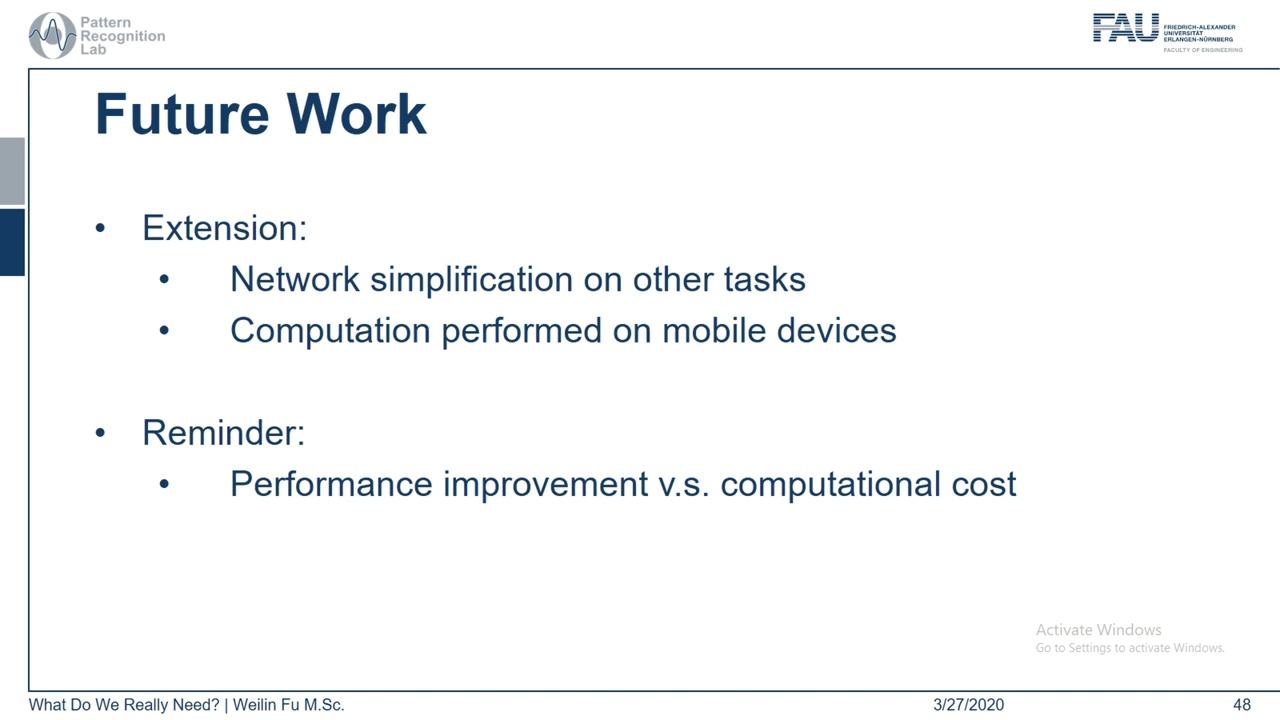 Pattern
Recognition
Lab
FAU
FRIEDRICH-ALEXANDER
UNIVERSITÄT
ERLANGEN-NÜRNBERG
FACULTY OF ENGINEERING
Future Work
• Extension:
• Network simplification on other tasks
• Computation performed on mobile devices
• Reminder:
• Performance improvement v.s. computational cost
Activate Windows
Go to Settings to activate Windows.
What Do We Really Need? | Weilin Fu M.Sc. 3/27/2020 48